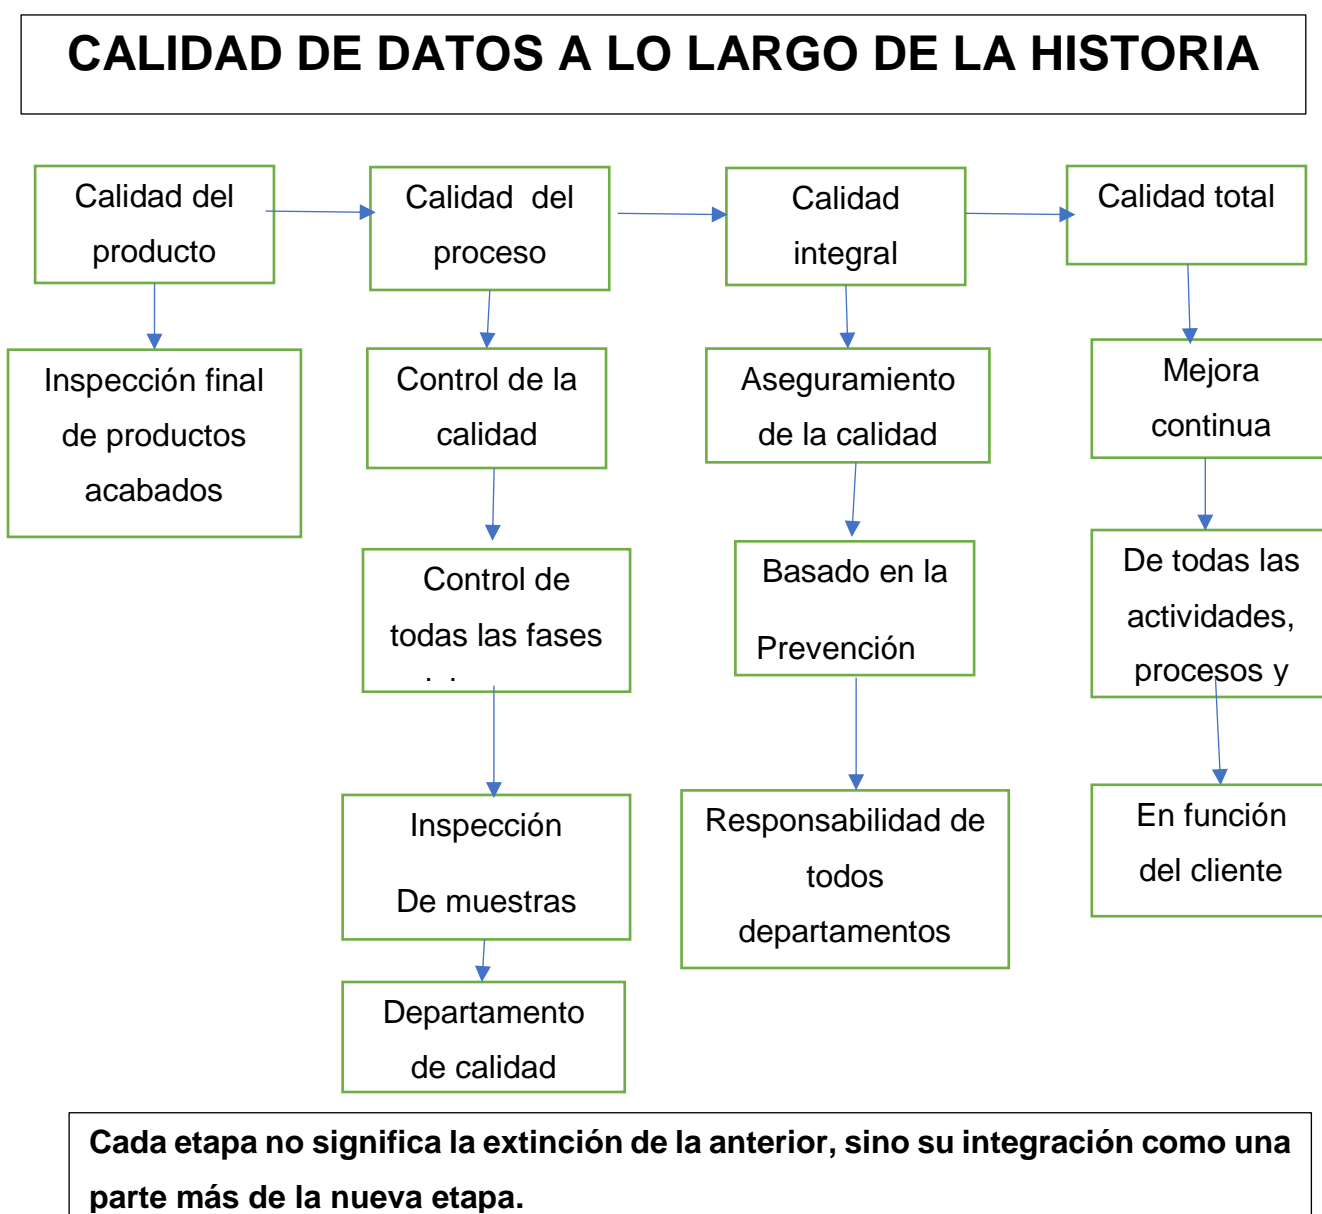 CALIDAD DE DATOS A LO LARGO DE LA HISTORIA
Calidad del
producto
Calidad del
proceso
Calidad
integral
Calidad total
Inspección final
de productos
acabados
Control de la
calidad
Aseguramiento
de la calidad
Mejora
continua
Control de
todas las fases
Basado en la
Prevención
De todas las
actividades,
procesos y
Inspección
De muestras
Responsabilidad de
todos
departamentos
En función
del cliente
Departamento
de calidad
Cada etapa no significa la extinción de la anterior, sino su integración como una
parte más de la nueva etapa.